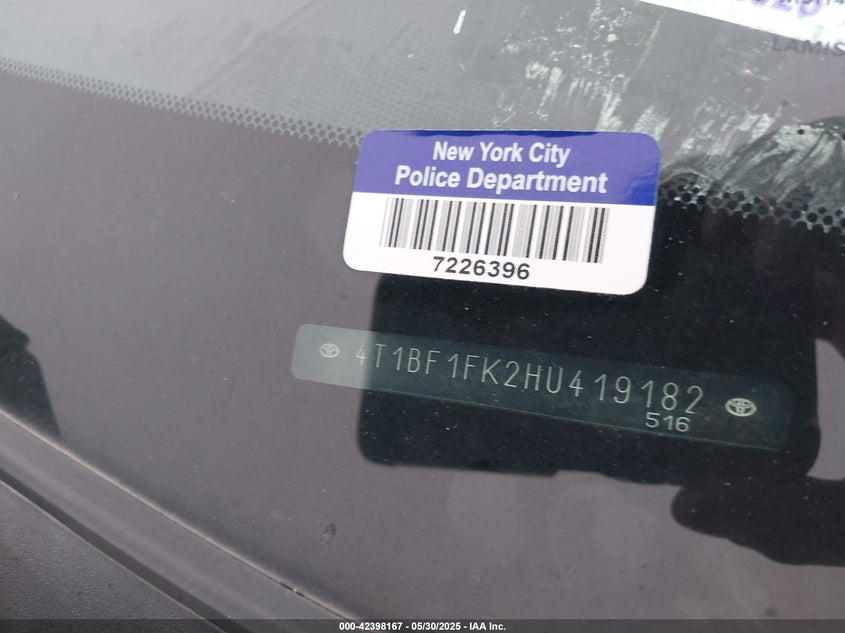 LAMIS
New York City
Police Department
7226396
4T1BF1FK2HU419182
516
000-42398167 — 05/30/2025 — IAA Inc.